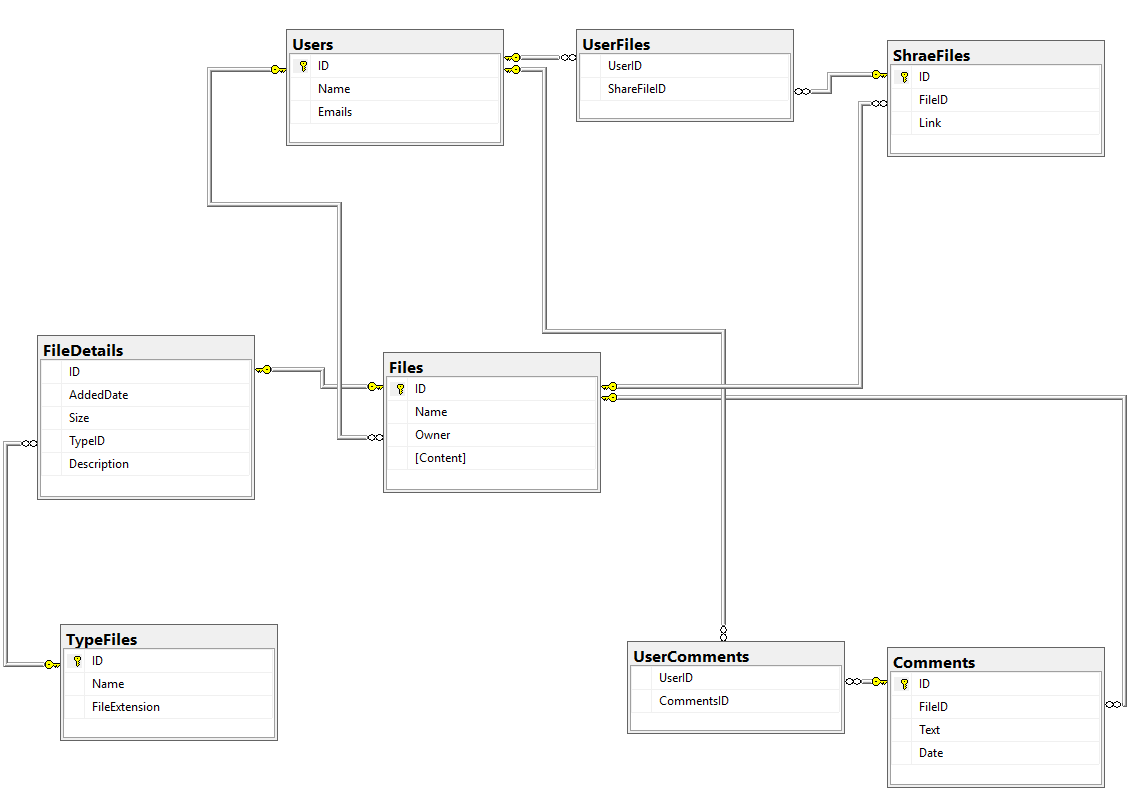 Users
ID
Name
Emails
UserFiles
UserID
ShareFileID
ShraeFiles
ID
FileID
Link
FileDetails
ID
AddedDate
Size
TypeID
Description
Files
ID
Name
Owner
[Content]
TypeFiles
ID
Name
FileExtension
UserComments
UserID
CommentsID
Comments
ID
FileID
Text
Date